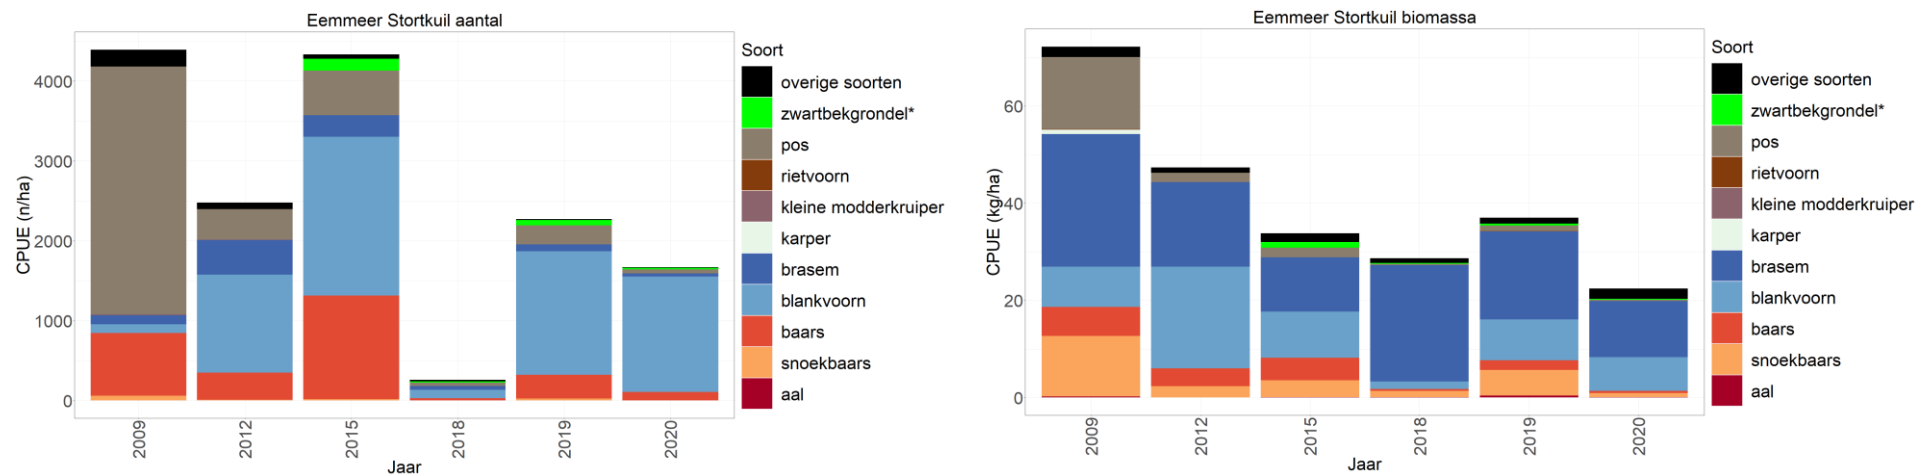 Eemmeer Stortkuil aantal
CPUE (n/ha)
4000
3000
2000
1000
0
2009
2012
2015
2018
2019
2020
Jaar
Soort
overige soorten
zwartbekgrondel*
pos
rietvoorn
kleine modderkruiper
karper
brasem
blankvoorn
baars
snoekbaars
aal
Eemmeer Stortkuil biomassa
CPUE (kg/ha)
60
40
20
0
2009
2012
2015
2018
2019
2020
Jaar
Soort
overige soorten
zwartbekgrondel*
pos
rietvoorn
kleine modderkruiper
karper
brasem
blankvoorn
baars
snoekbaars
aal